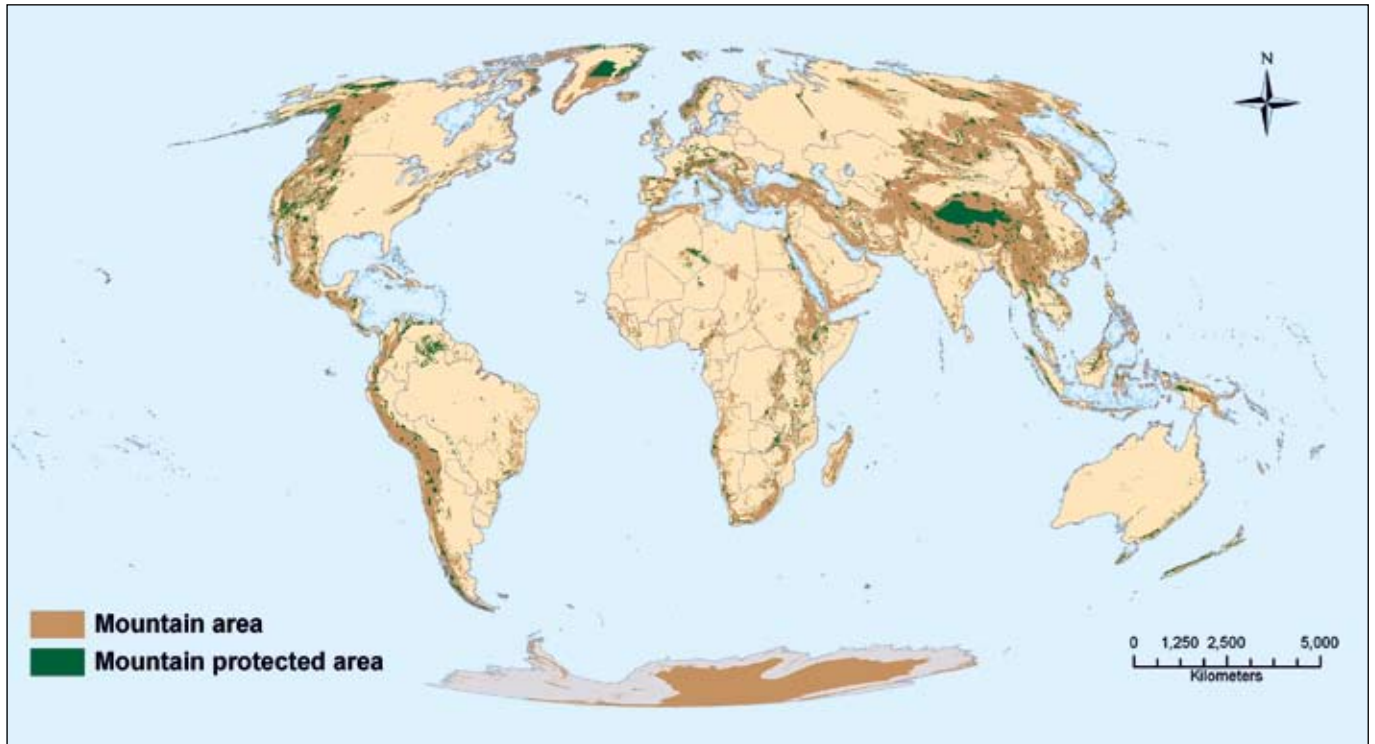 N
Mountain area
Mountain protected area
0 1,250 2,500 5,000
Kilometers